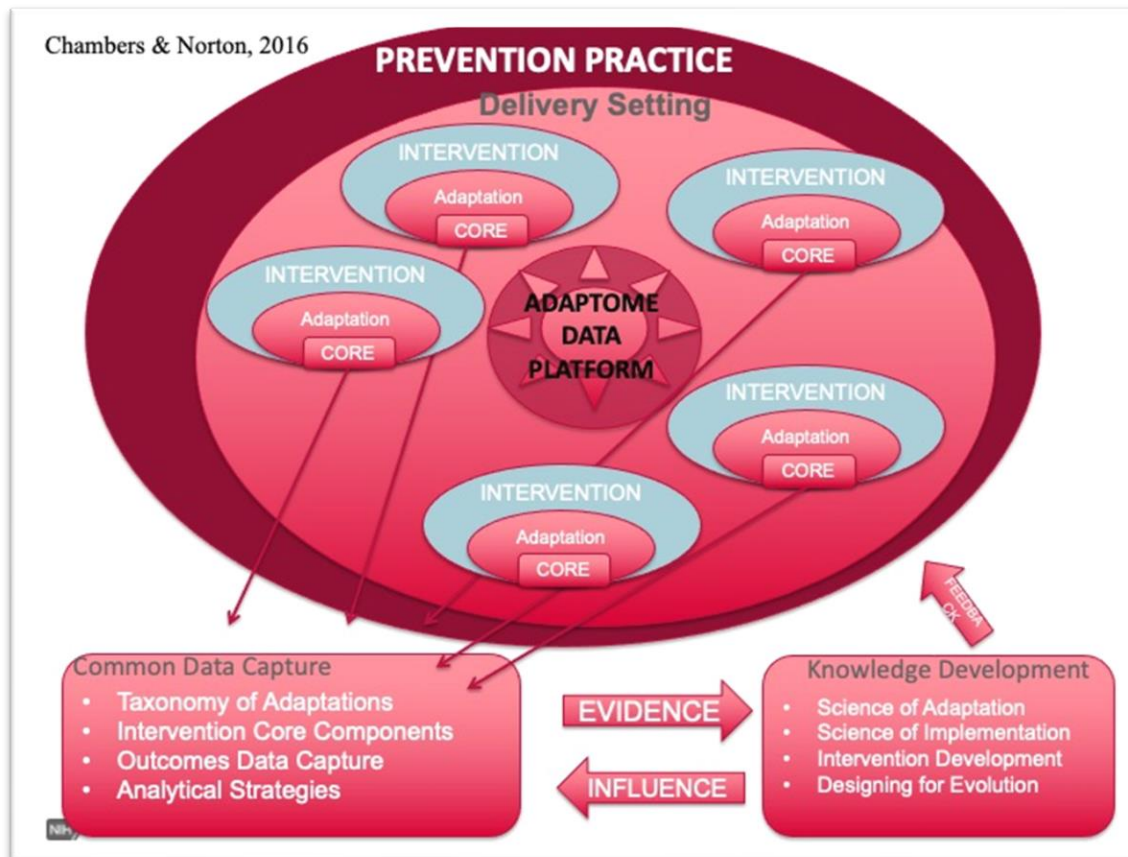 Chambers & Norton, 2016
PREVENTION PRACTICE
Delivery Setting
INTERVENTION
Adaptation
CORE
INTERVENTION
Adaptation
CORE
INTERVENTION
Adaptation
CORE
ADAPTOME
DATA
PLATFORM
INTERVENTION
Adaptation
CORE
INTERVENTION
Adaptation
CORE
FEEDBA
CK
Common Data Capture
• Taxonomy of Adaptations
• Intervention Core Components
• Outcomes Data Capture
• Analytical Strategies
EVIDENCE
INFLUENCE
Knowledge Development
• Science of Adaptation
• Science of Implementation
• Intervention Development
• Designing for Evolution
NIH